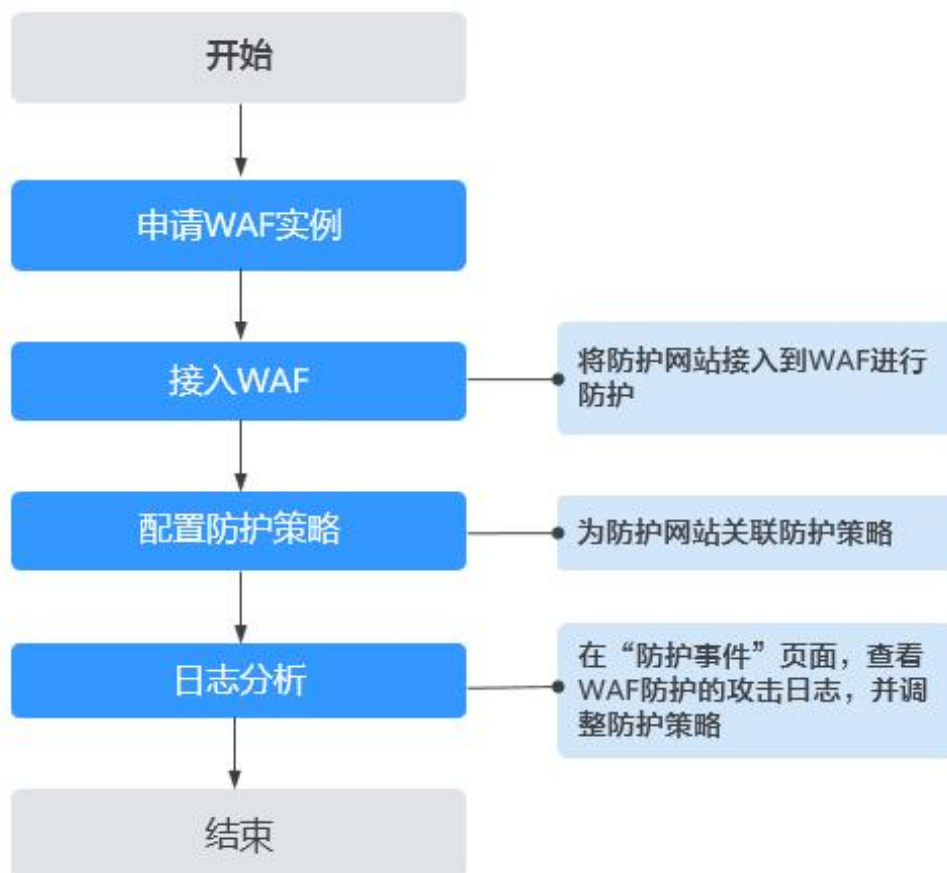 开始
申请WAF实例
接入WAF
将防护网站接入到WAF进行
防护
配置防护策略
为防护网站关联防护策略
日志分析
在“防护事件”页面，查看
WAF防护的攻击日志，并调
整防护策略
结束